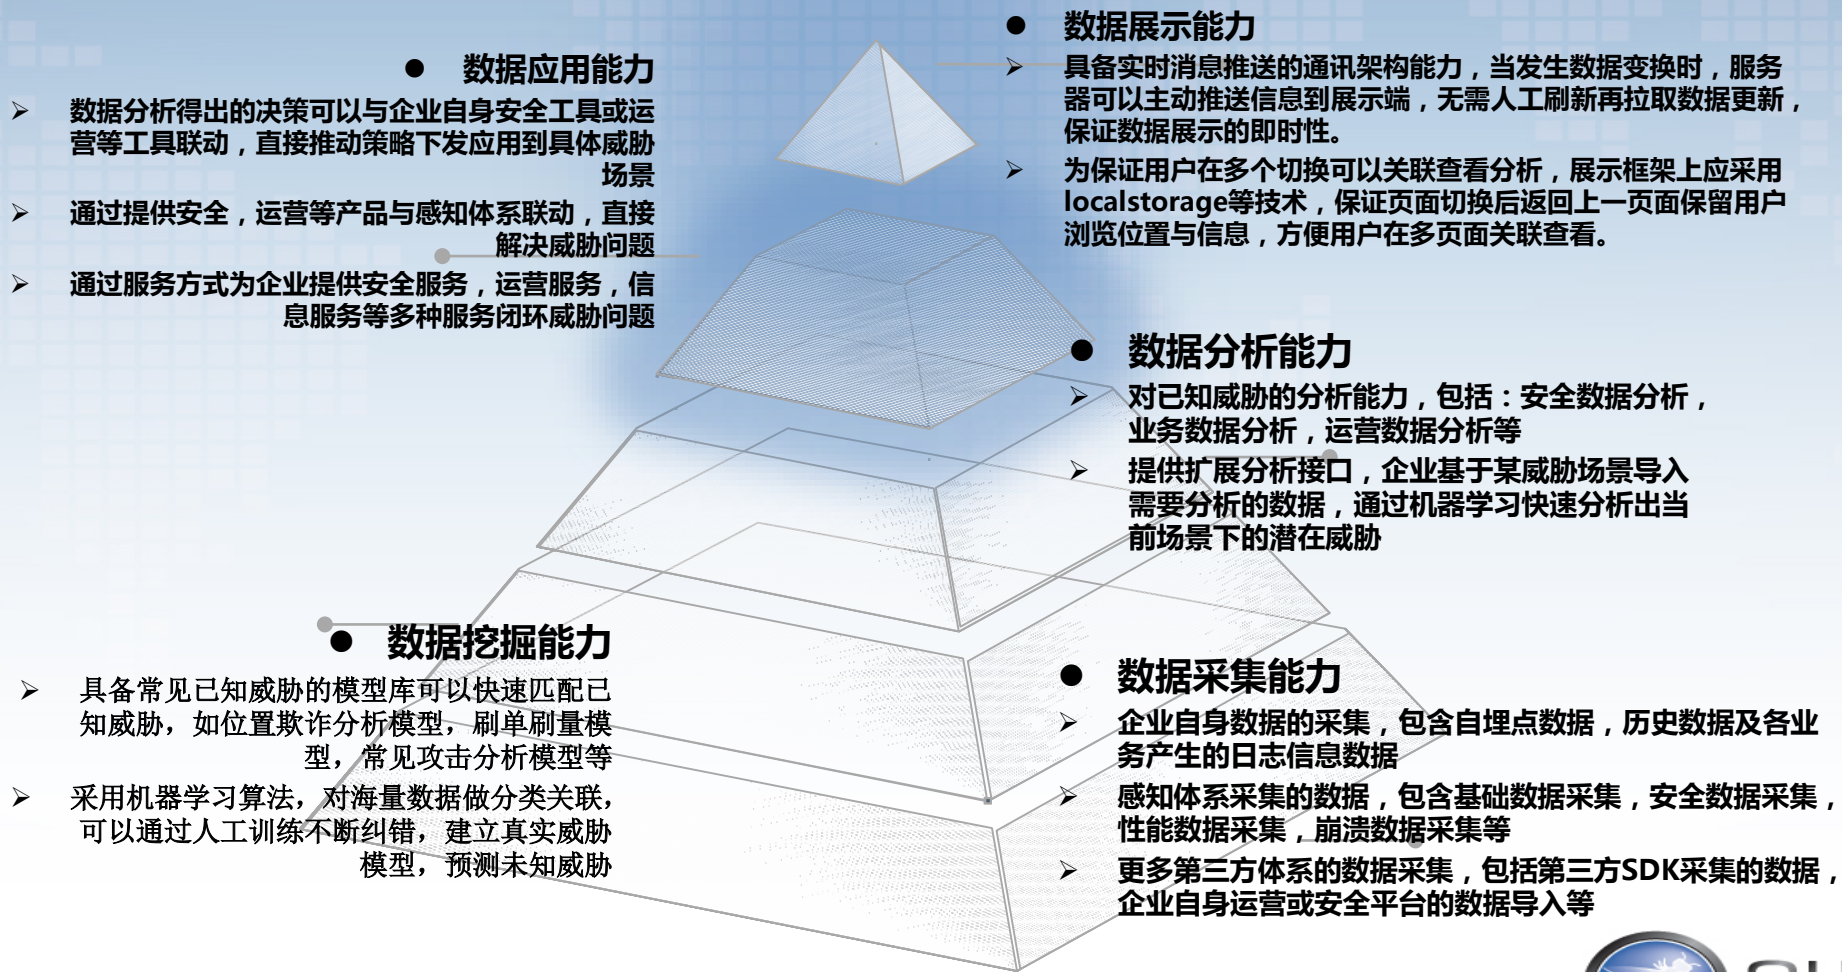 数据应用能力
数据分析得出的决策可以与企业自身安全工具或运
营等工具联动，直接推动策略下发应用到具体威胁
场景
通过提供安全，运营等产品与感知体系联动，直接
解决威胁问题
通过服务方式为企业提供安全服务，运营服务，信
息服务等多种服务闭环威胁问题
数据展示能力
具备实时消息推送的通讯架构能力，当发生数据变换时，服务
器可以主动推送信息到展示端，无需人工刷新再拉取数据更新，
保证数据展示的即时性。
为保证用户在多个切换可以关联查看分析，展示框架上应采用
localstorage等技术，保证页面切换后返回上一页面保留用户
浏览位置与信息，方便用户在多页面关联查看。
数据分析能力
对已知威胁的分析能力，包括：安全数据分析，
业务数据分析，运营数据分析等
提供扩展分析接口，企业基于某威胁场景导入
需要分析的数据，通过机器学习快速分析出当
前场景下的潜在威胁
数据挖掘能力
具备常见已知威胁的模型库可以快速匹配已
知威胁，如位置欺诈分析模型，刷单刷量模
型，常见攻击分析模型等
采用机器学习算法，对海量数据做分类关联，
可以通过人工训练不断纠错，建立真实威胁
模型，预测未知威胁
数据采集能力
企业自身数据的采集，包含自埋点数据，历史数据及各业
务产生的日志信息数据
感知体系采集的数据，包含基础数据采集，安全数据采集，
性能数据采集，崩溃数据采集等
更多第三方体系的数据采集，包括第三方SDK采集的数据，
企业自身运营或安全平台的数据导入等